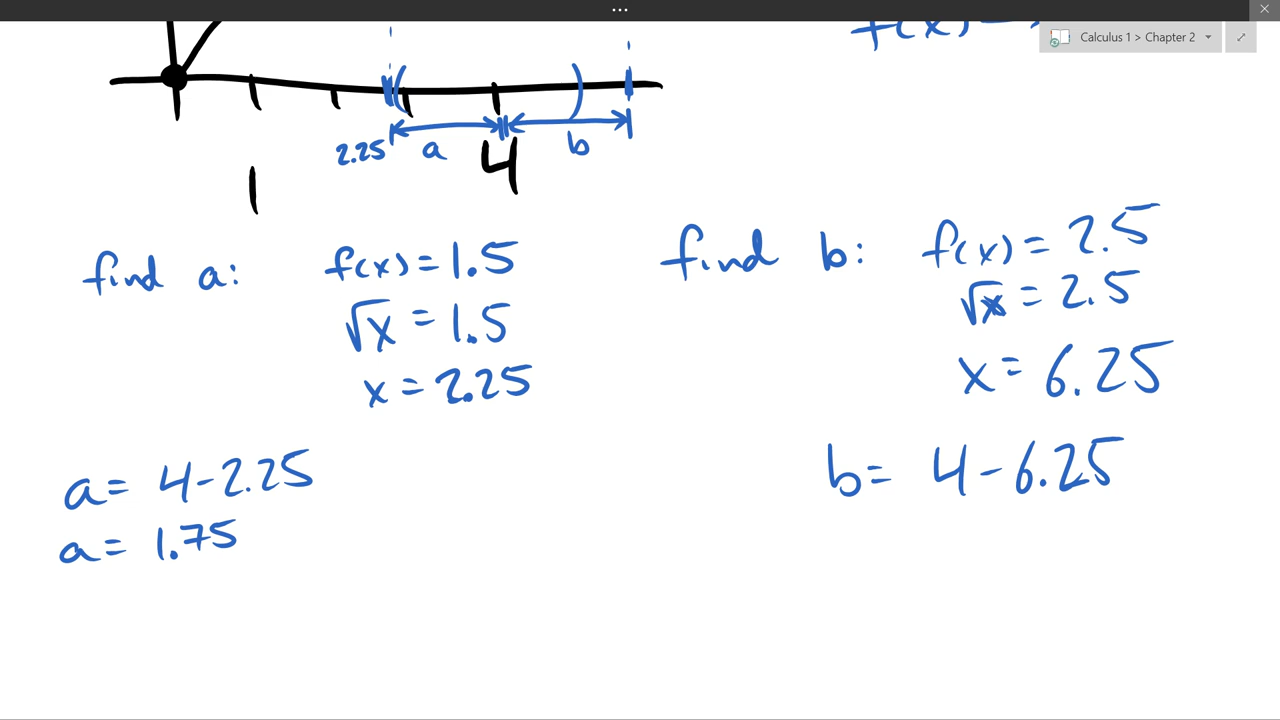 f(x)
Calculus 1 > Chapter 2
2.25 a 4 b
1
find a: f(x) = 1.5
√x = 1.5
x = 2.25
a = 4 - 2.25
a = 1.75
find b: f(x) = 2.5
√x = 2.5
x = 6.25
b = 4 - 6.25